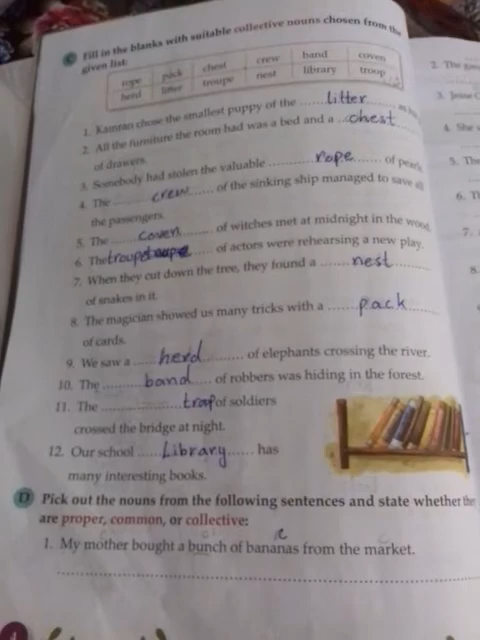 C Fill in the blanks with suitable collective nouns chosen from the
given list:
rope pack chest crew band coven
herd litter troupe nest library troop
1. Kamran chose the smallest puppy of the ......litter......
2. All the furniture the room had was a bed and a ..chest
of drawers.
3. Somebody had stolen the valuable ............rope...... of pearls
4. The ............crew...... of the sinking ship managed to save all
the passengers.
5. The ......coven...... of witches met at midnight in the wood
6. The troupe ...... of actors were rehearsing a new play.
7. When they cut down the tree, they found a ......nest......
of snakes in it.
8. The magician showed us many tricks with a ......pack......
of cards.
9. We saw a ......herd...... of elephants crossing the river.
10. The ......band...... of robbers was hiding in the forest.
11. The ............ trop of soldiers
crossed the bridge at night.
12. Our school ......Library...... has
many interesting books.
D Pick out the nouns from the following sentences and state whether the
are proper, common, or collective:
c
1. My mother bought a bunch of bananas from the market.
2. The
3. Jesse
4. She
5. The
6.
7.
8.